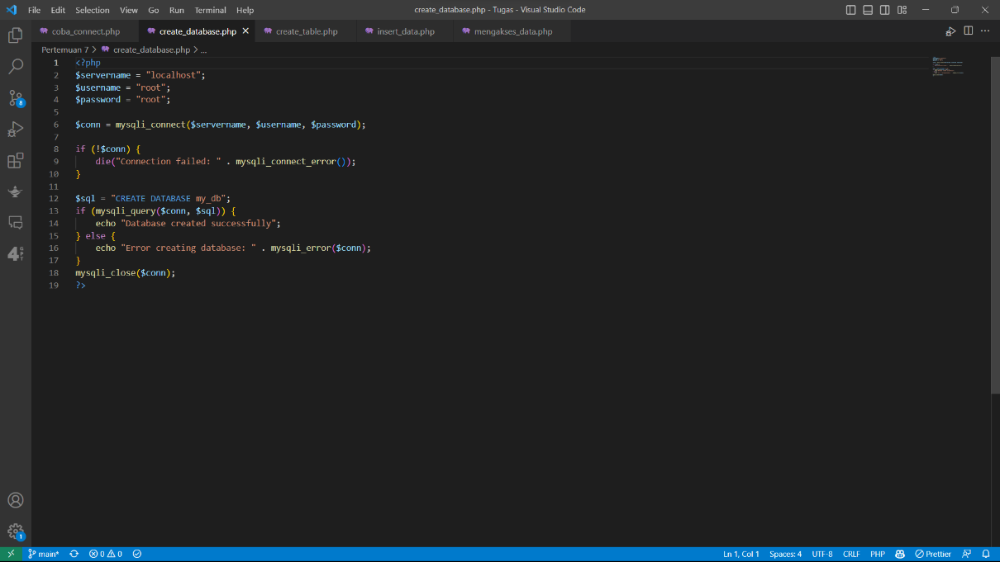 File Edit Selection View Go Run Terminal Help create_database.php - Tugas - Visual Studio Code
coba_connect.php create_database.php create_table.php insert_data.php mengakses_data.php
Pertemuan 7 > create_database.php > ...
1 <?php
2 $servername = "localhost";
3 $username = "root";
4 $password = "root";
5
6 $conn = mysqli_connect($servername, $username, $password);
7
8 if (!$conn) {
9 die("Connection failed: " . mysqli_connect_error());
10 }
11
12 $sql = "CREATE DATABASE my_db";
13 if (mysqli_query($conn, $sql)) {
14 echo "Database created successfully";
15 } else {
16 echo "Error creating database: " . mysqli_error($conn);
17 }
18 mysqli_close($conn);
19 ?>
8
4 GPT
1
main* 0 0 Ln 1, Col 1 Spaces: 4 UTF-8 CRLF PHP Prettier